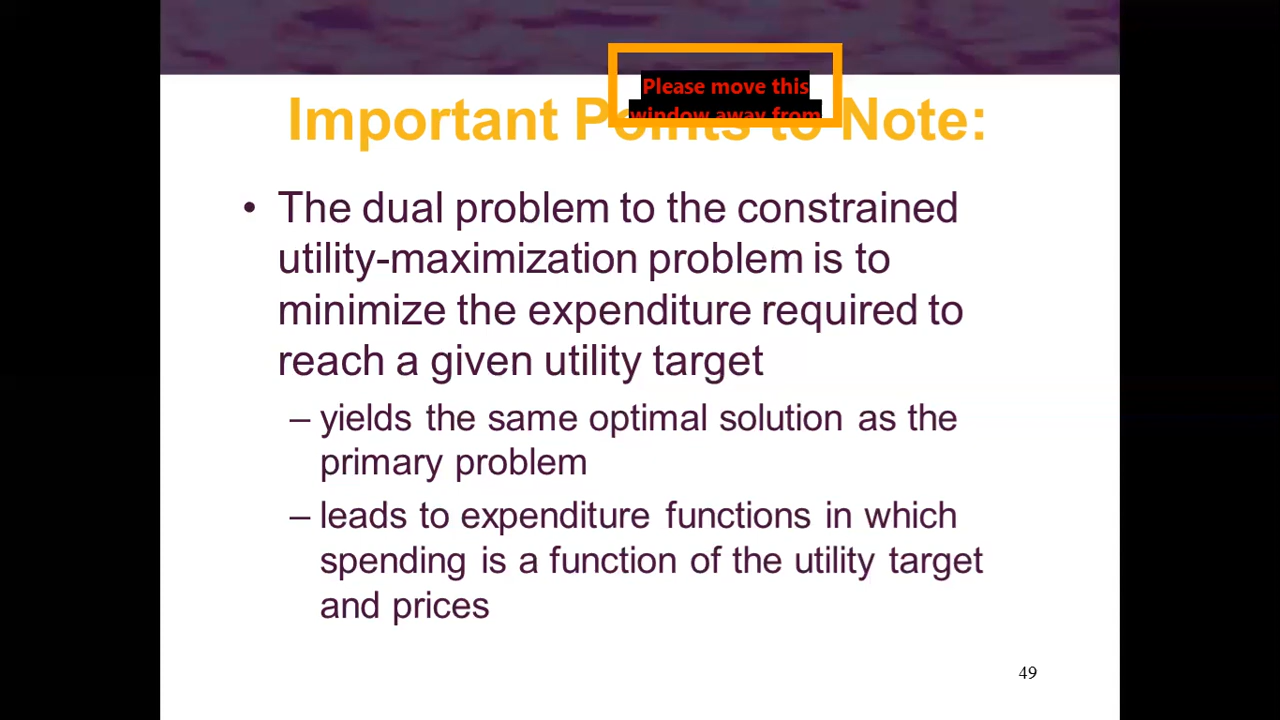 Please move this
window away from
Important Points to Note:
• The dual problem to the constrained
utility-maximization problem is to
minimize the expenditure required to
reach a given utility target
– yields the same optimal solution as the
primary problem
– leads to expenditure functions in which
spending is a function of the utility target
and prices
49